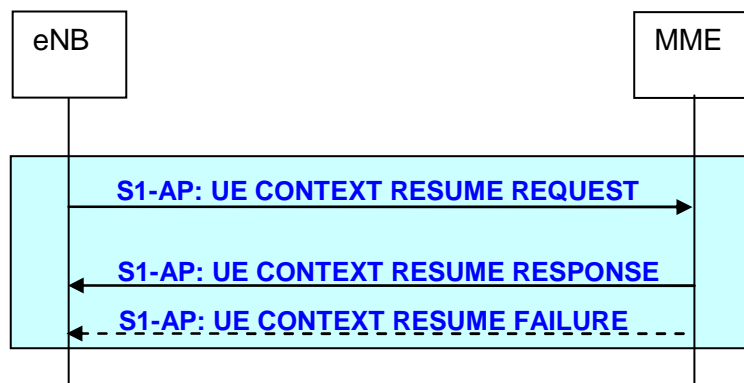 eNB
MME
S1-AP: UE CONTEXT RESUME REQUEST
S1-AP: UE CONTEXT RESUME RESPONSE
S1-AP: UE CONTEXT RESUME FAILURE